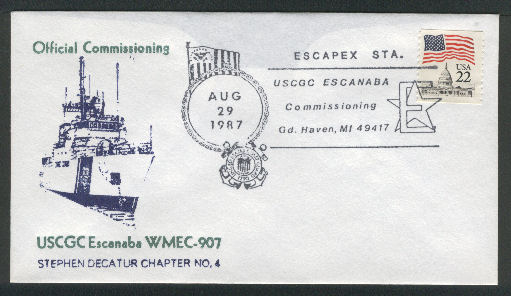 Official Commissioning
ESCAPEX STA.
USA
22
AUG
29
1987
USCGC ESCANABA
Commissioning
Gd. Haven, MI 49417
E
USCGC Escanaba WMEC-907
STEPHEN DECATUR CHAPTER NO. 4